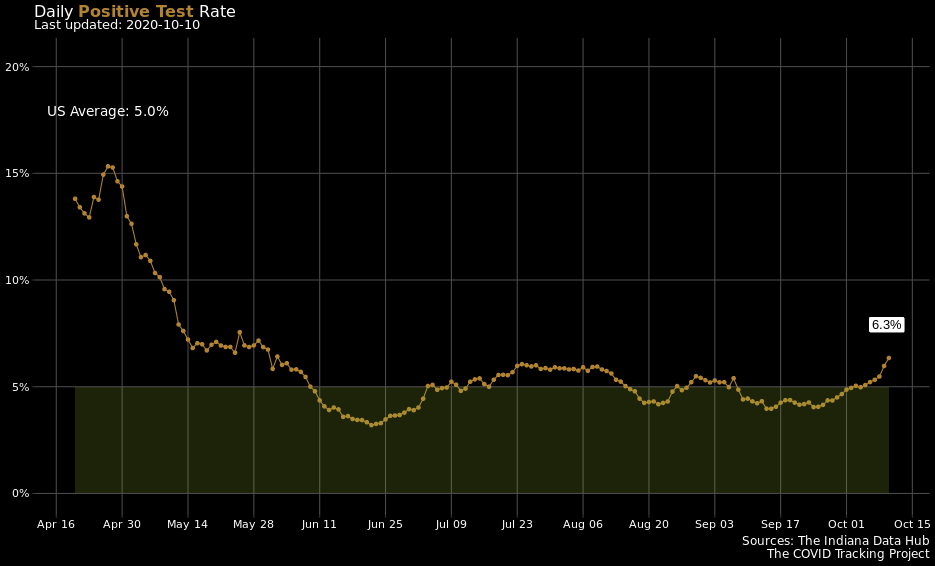 Daily Positive Test Rate
Last updated: 2020-10-10
20%
US Average: 5.0%
15%
10%
6.3%
5%
0%
Apr 16 Apr 30 May 14 May 28 Jun 11 Jun 25 Jul 09 Jul 23 Aug 06 Aug 20 Sep 03 Sep 17 Oct 01 Oct 15
Sources: The Indiana Data Hub
The COVID Tracking Project